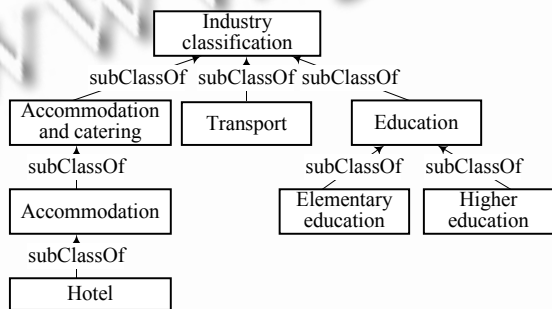 Industry
classification
subClassOf subClassOf subClassOf
Accommodation
and catering
Transport
Education
subClassOf
subClassOf subClassOf
Accommodation
Elementary
education
Higher
education
subClassOf
Hotel